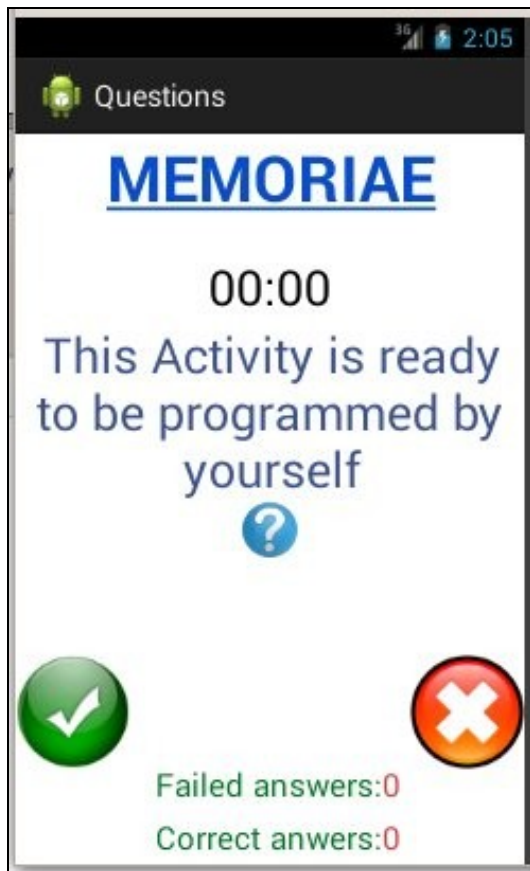 3G 2:05
Questions
MEMORIAE
00:00
This Activity is ready
to be programmed by
yourself
?
Failed answers:0
Correct anwers:0